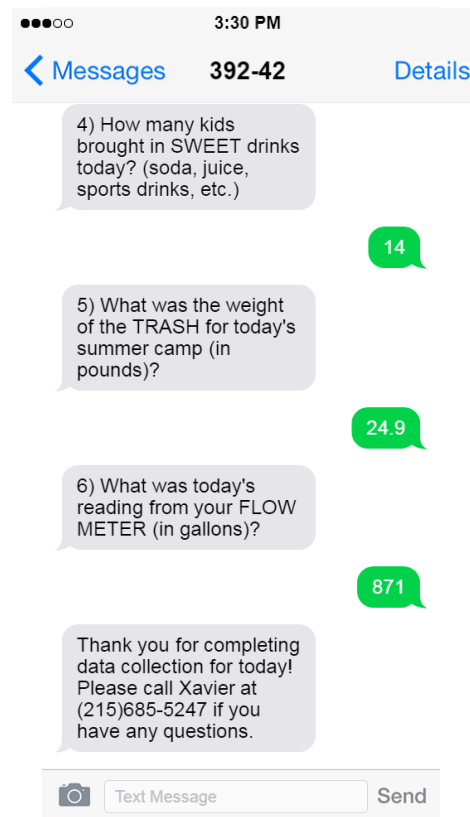 3:30 PM
Messages 392-42 Details
4) How many kids
brought in SWEET drinks
today? (soda, juice,
sports drinks, etc.)
14
5) What was the weight
of the TRASH for today's
summer camp (in
pounds)?
24.9
6) What was today's
reading from your FLOW
METER (in gallons)?
871
Thank you for completing
data collection for today!
Please call Xavier at
(215)685-5247 if you
have any questions.
Text Message Send